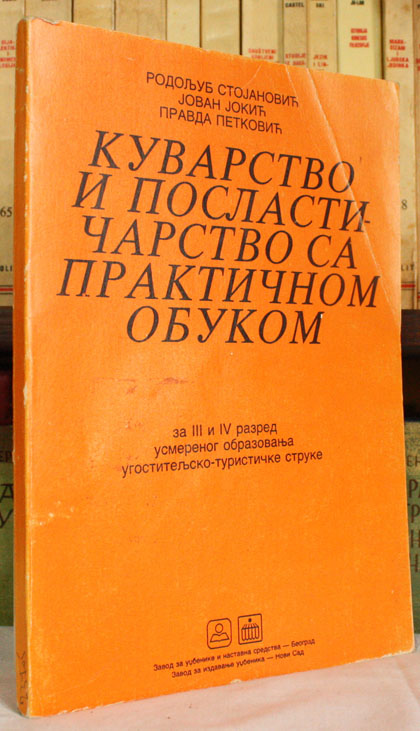 РОДОЉУБ СТОЈАНОВИЋ
ЈОВАН ЈОКИЋ
ПРАВДА ПЕТКОВИЋ
КУВАРСТВО
И ПОСЛАСТИ-
ЧАРСТВО СА
ПРАКТИЧНОМ
ОБУКОМ
за III и IV разред
усмереног образовања
угоститељско-туристичке струке
Завод за уџбенике и наставна средства — Београд
Завод за издавање уџбеника — Нови Сад